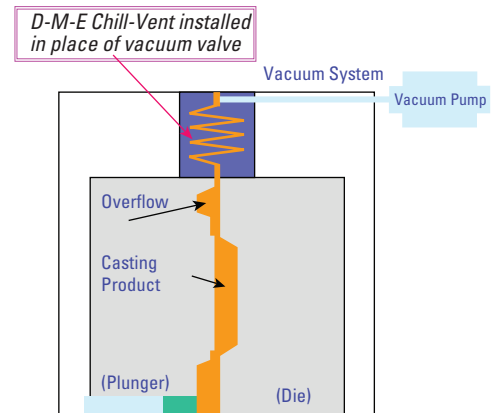 D-M-E Chill-Vent installed
in place of vacuum valve
Vacuum System
Vacuum Pump
Overflow
Casting
Product
(Plunger)
(Die)